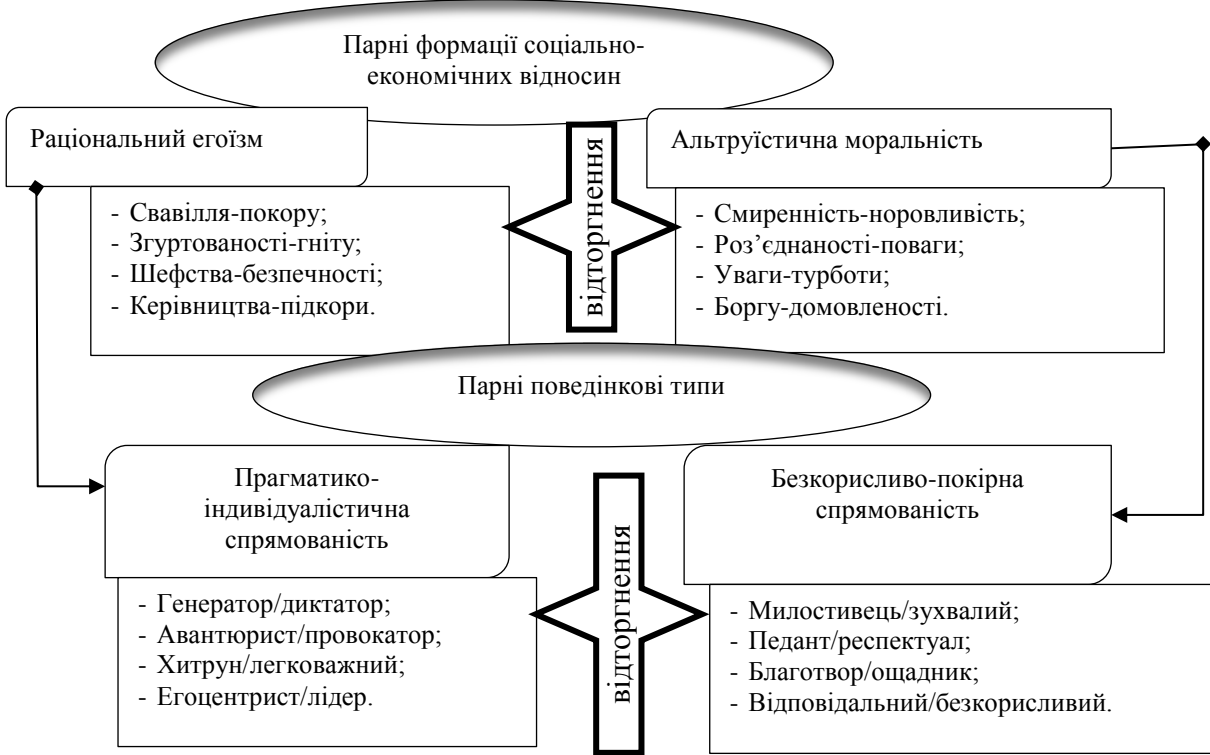 Парні формації соціально-
економічних відносин
Раціональний егоїзм
Альтруїстична моральність
- Свавілля-покору;
- Згуртованості-гніту;
- Шефства-безпечності;
- Керівництва-підкори.
відторгнення
- Смиренність-норовливість;
- Роз’єднаності-поваги;
- Уваги-турботи;
- Боргу-домовленості.
Парні поведінкові типи
Прагматико-
індивідуалістична
спрямованість
Безкорисливо-покірна
спрямованість
- Генератор/диктатор;
- Авантюрист/провокатор;
- Хитрун/легковажний;
- Егоцентрист/лідер.
відторгнення
- Милостивець/зухвалий;
- Педант/респектуал;
- Благотвор/ощадник;
- Відповідальний/безкорисливий.